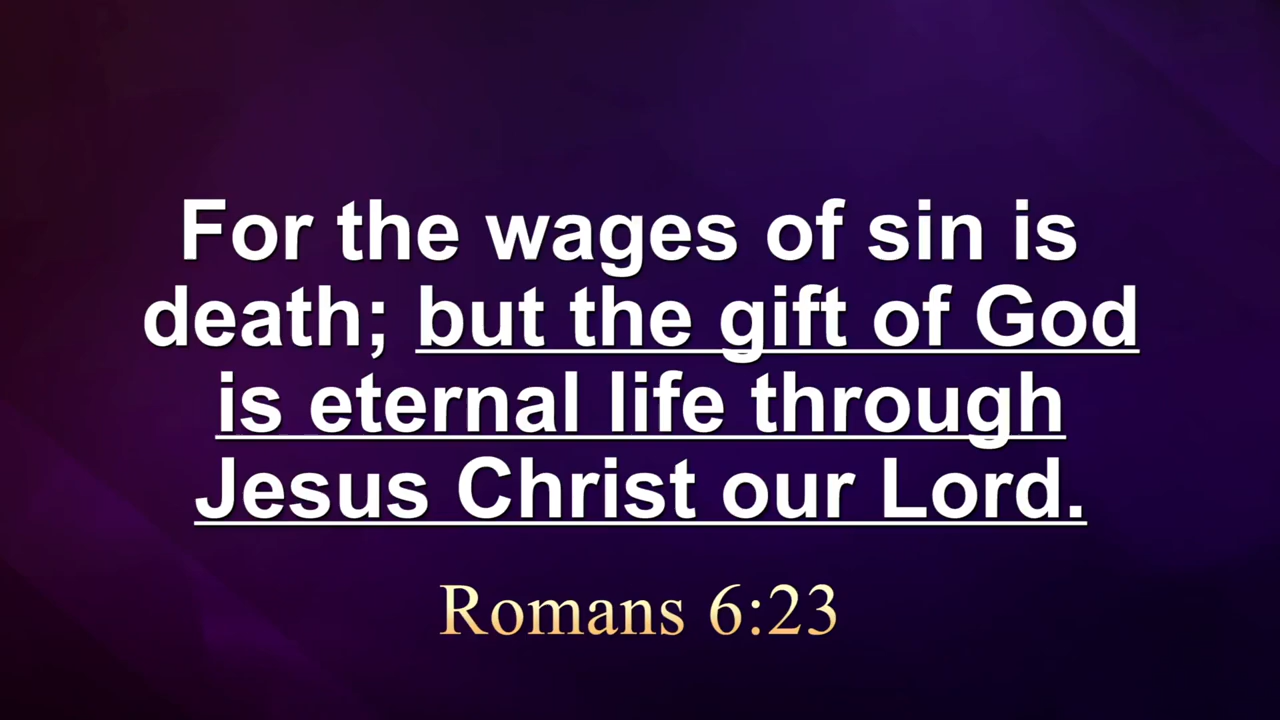 For the wages of sin is
death; but the gift of God
is eternal life through
Jesus Christ our Lord.
Romans 6:23